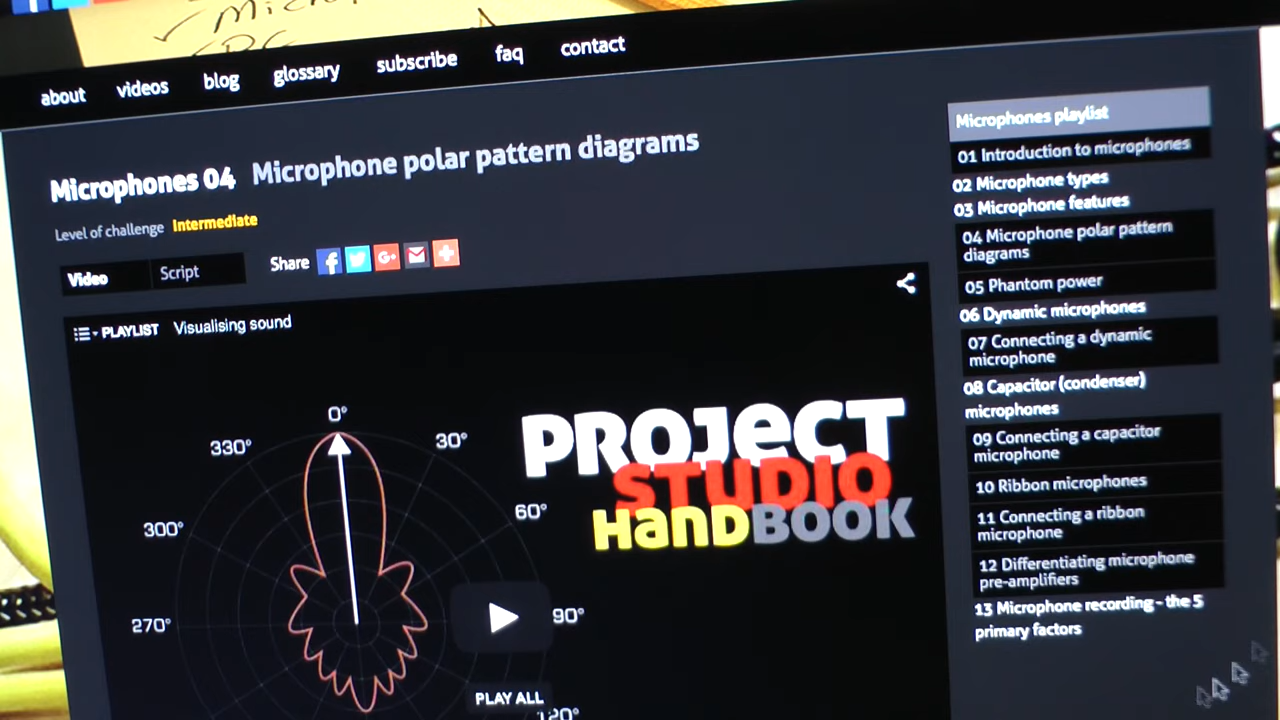 about videos blog glossary subscribe faq contact
Microphones 04 Microphone polar pattern diagrams
Level of challenge Intermediate
Video Script Share
PLAYLIST Visualising sound
0°
330° 30°
300° 60°
270° 90°
120°
PROJECT
STUDIO
HANDBOOK
PLAY ALL
Microphones playlist
01 Introduction to microphones
02 Microphone types
03 Microphone features
04 Microphone polar pattern
diagrams
05 Phantom power
06 Dynamic microphones
07 Connecting a dynamic
microphone
08 Capacitor (condenser)
microphones
09 Connecting a capacitor
microphone
10 Ribbon microphones
11 Connecting a ribbon
microphone
12 Differentiating microphone
pre-amplifiers
13 Microphone recording - the 5
primary factors